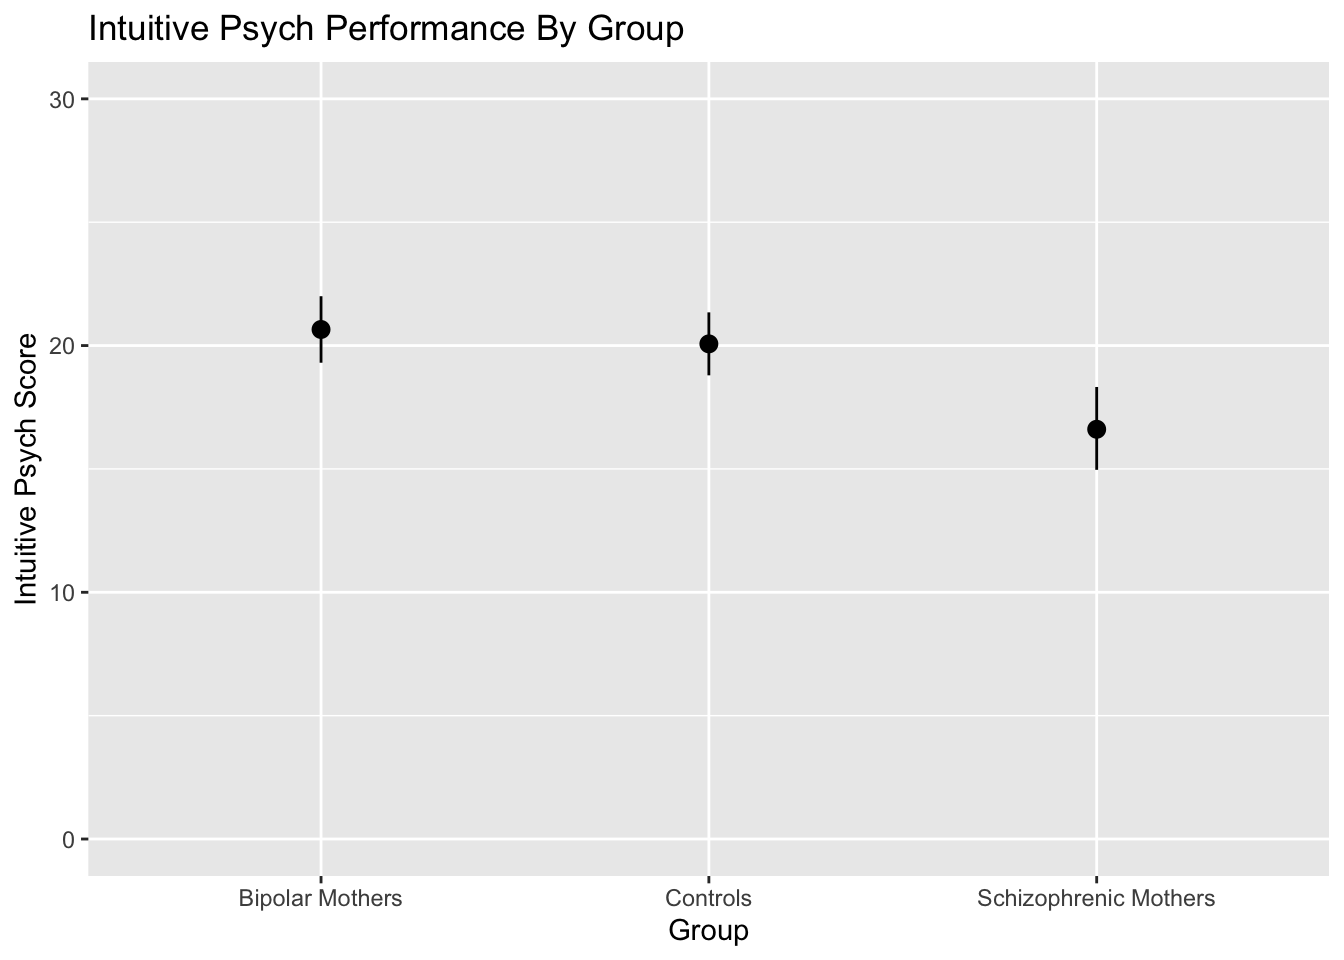 Intuitive Psych Performance By Group
Intuitive Psych Score
30
20
10
0
Bipolar Mothers
Controls
Schizophrenic Mothers
Group